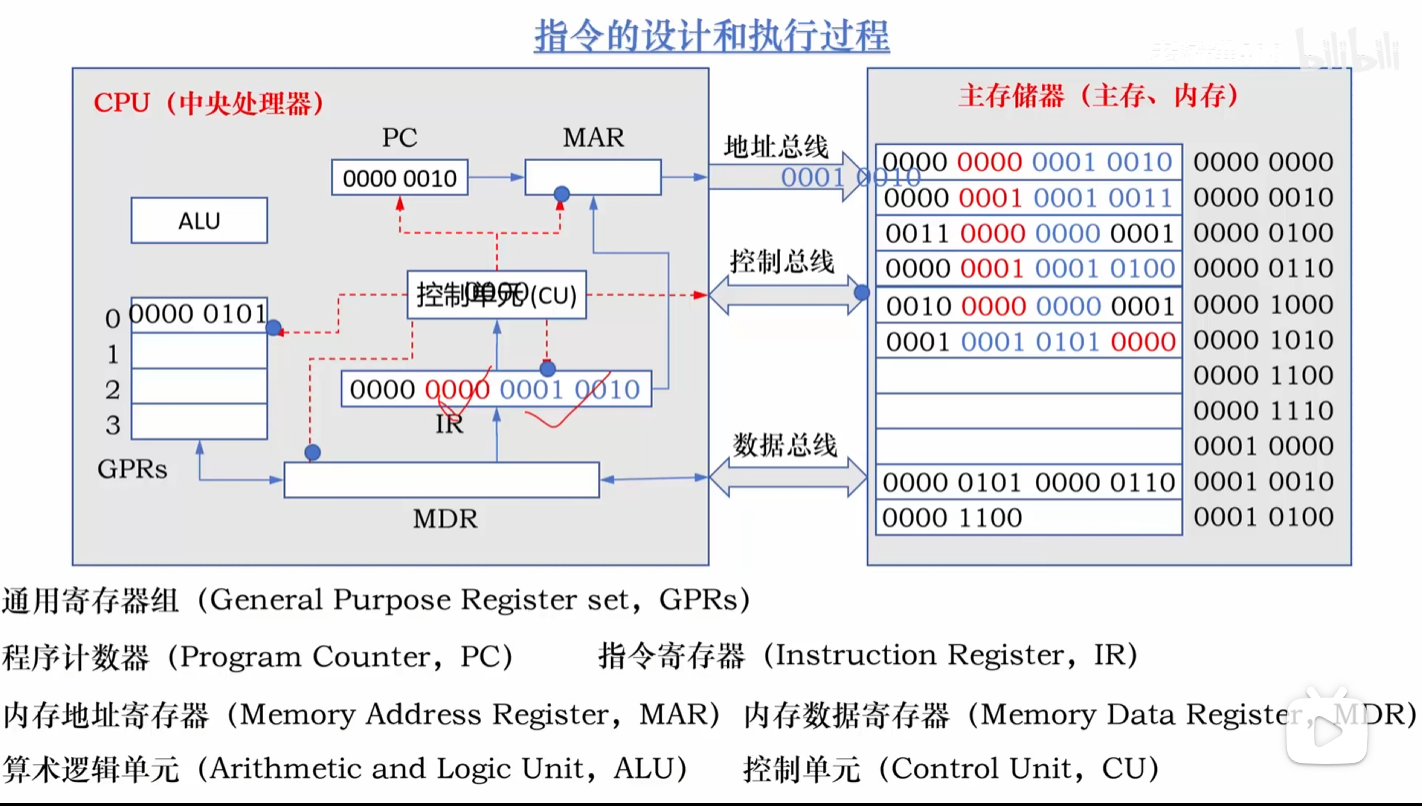 指令的设计和执行过程
bilibili
CPU（中央处理器）
主存储器（主存、内存）
PC
MAR
地址总线
0000 0010
0001 0010
ALU
控制总线
控制单元(CU)
0000
0 0000 0101
1
2
3
GPRs
0000 0000 0001 0010
IR
数据总线
MDR
0000 0000 0001 0010 0000 0000
0000 0001 0001 0011 0000 0010
0011 0000 0000 0001 0000 0100
0000 0001 0001 0100 0000 0110
0010 0000 0000 0001 0000 1000
0001 0001 0101 0000 0000 1010
0000 1100
0000 1110
0001 0000
0000 0101 0000 0110 0001 0010
0000 1100 0001 0100
通用寄存器组（General Purpose Register set，GPRs）
程序计数器（Program Counter，PC） 指令寄存器（Instruction Register，IR）
内存地址寄存器（Memory Address Register，MAR） 内存数据寄存器（Memory Data Register，MDR）
算术逻辑单元（Arithmetic and Logic Unit，ALU） 控制单元（Control Unit，CU）